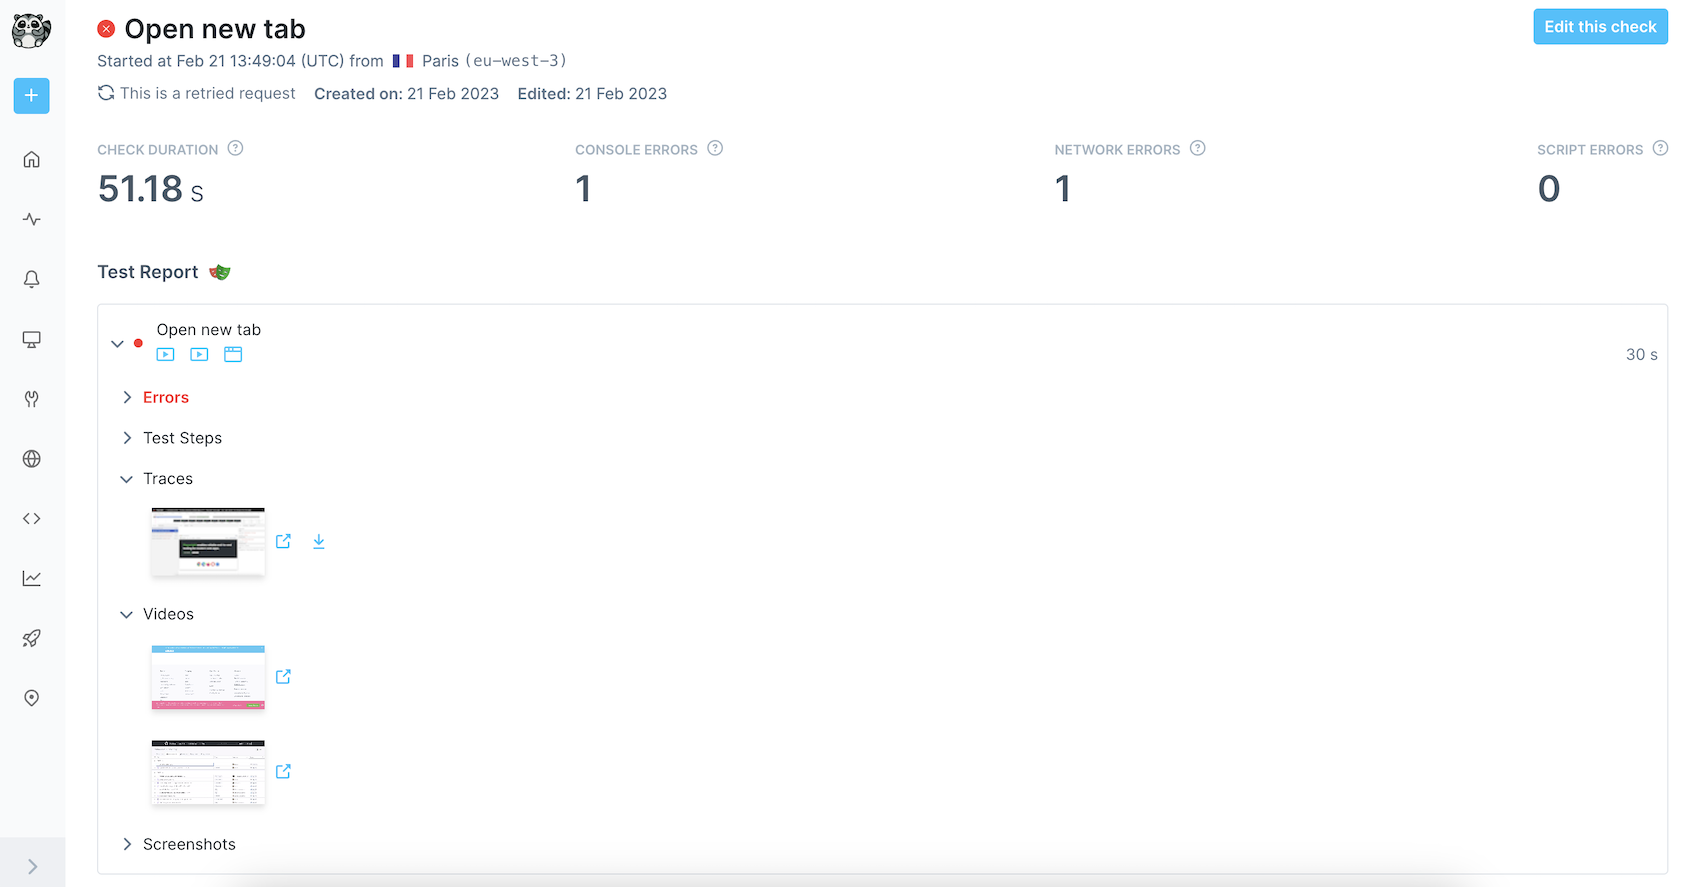 Open new tab
Edit this check
Started at Feb 21 13:49:04 (UTC) from Paris (eu-west-3)
This is a retried request Created on: 21 Feb 2023 Edited: 21 Feb 2023
CHECK DURATION
CONSOLE ERRORS
NETWORK ERRORS
SCRIPT ERRORS
51.18 s
1
1
0
Test Report
Open new tab
30 s
Errors
Test Steps
Traces
Videos
Screenshots